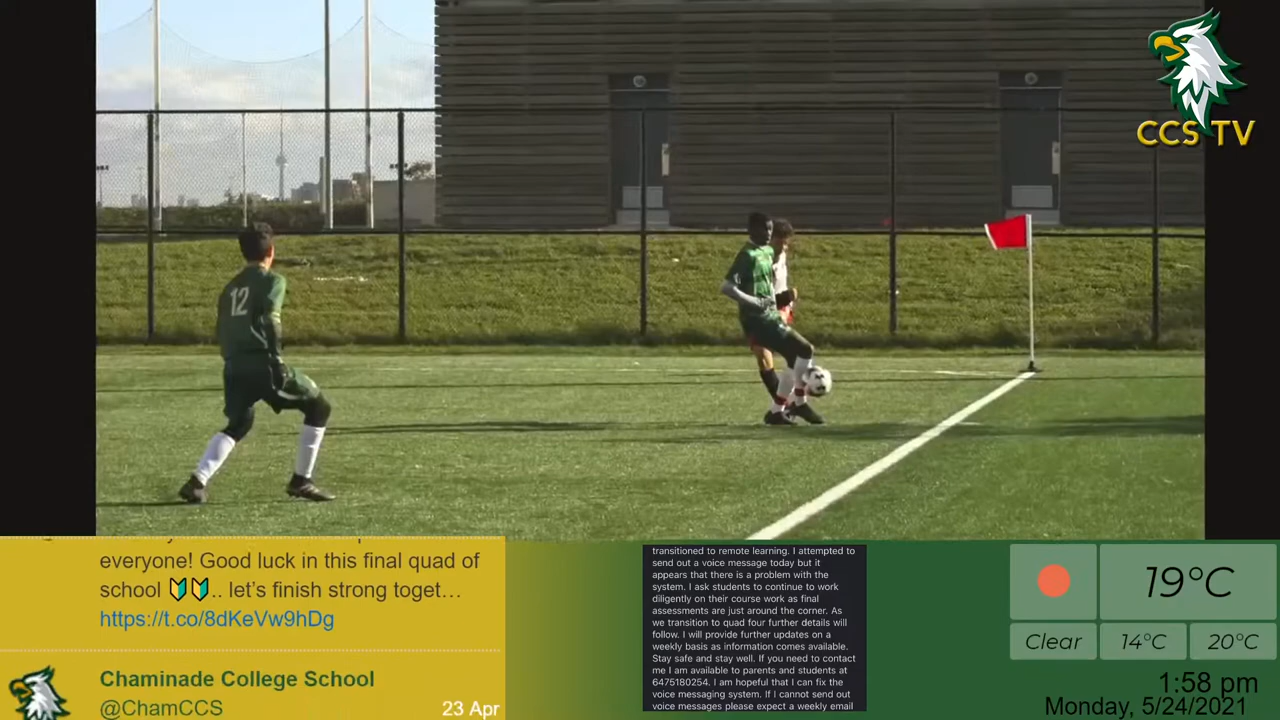 CCS TV
12
everyone! Good luck in this final quad of
school 🔰🔰.. let's finish strong toget…
https://t.co/8dKeVw9hDg
Chaminade College School
@ChamCCS
23 Apr
transitioned to remote learning. I attempted to
send out a voice message today but it
appears that there is a problem with the
system. I ask students to continue to work
diligently on their course work as final
assessments are just around the corner. As
we transition to quad four further details will
follow. I will provide further updates on a
weekly basis as information comes available.
Stay safe and stay well. If you need to contact
me I am available to parents and students at
6475180254. I am hopeful that I can fix the
voice messaging system. If I cannot send out
voice messages please expect a weekly email
19°C
Clear
14°C
20°C
1:58 pm
Monday, 5/24/2021